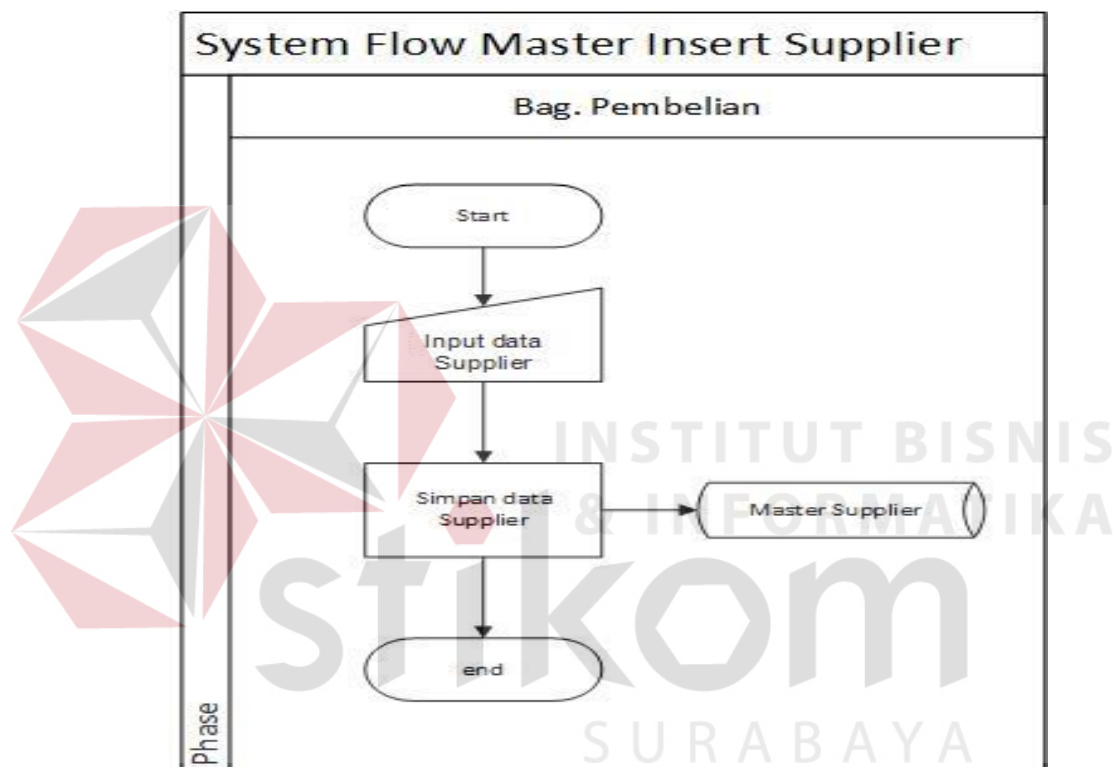 System Flow Master Insert Supplier
Bag. Pembelian
Start
Input data
Supplier
Simpan data
Supplier
Master Supplier
end
Phase
INSTITUT BISNIS
& INFORMATIKA
stikom
SURABAYA